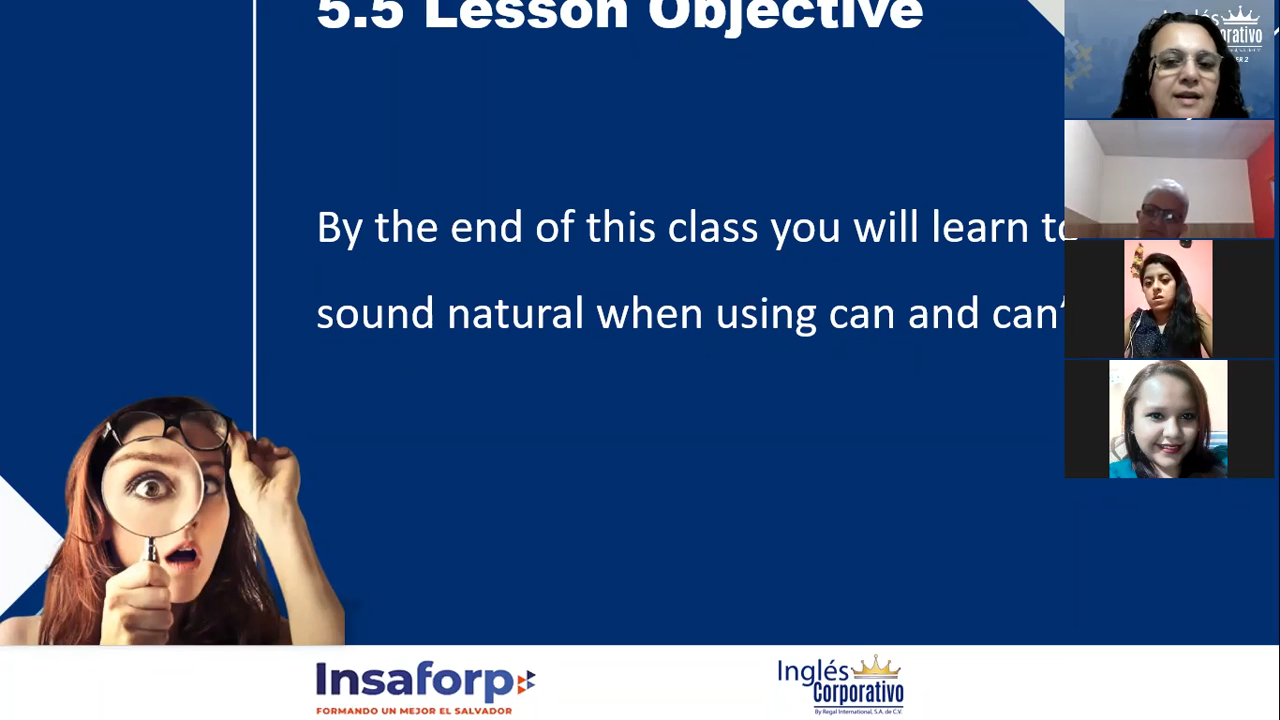 5.5 Lesson Objective
By the end of this class you will learn to
sound natural when using can and can'
Insaforp
FORMANDO UN MEJOR EL SALVADOR
Inglés
Corporativo
By Regal International, S.A. de C.V.